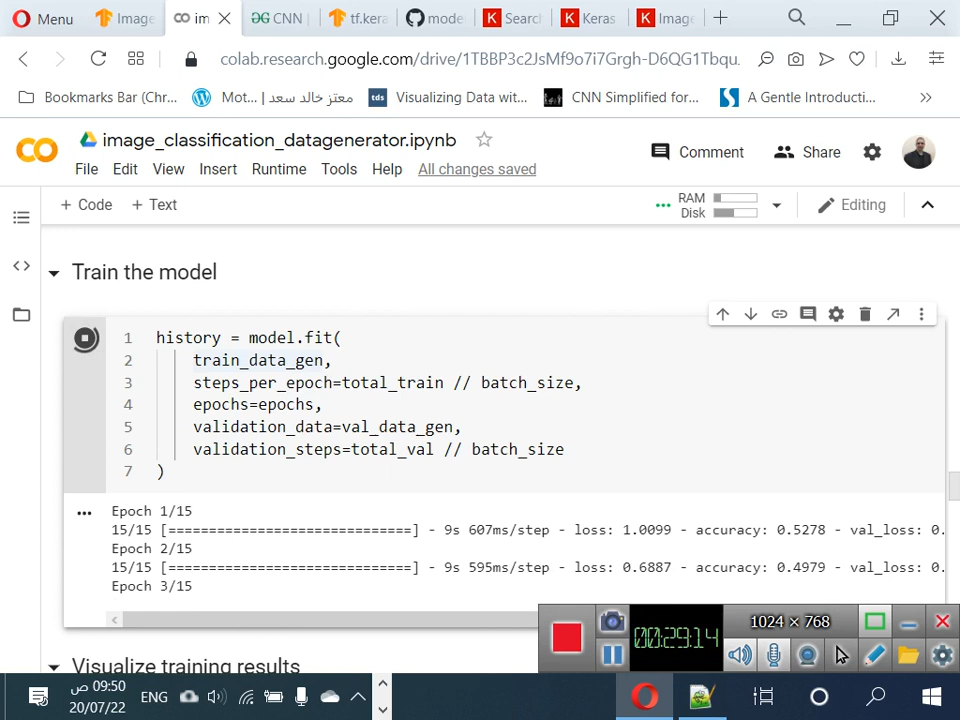 Menu
Image
im
CNN
tf.kera
mode
Sear
Keras
Image
colab.research.google.com/drive/1TBBP3c2JsMf9o7i7Grgh-D6QG1Tbqu.
Bookmarks Bar (Chr...
Mot... | معتز خالد سعد
tds Visualizing Data wit...
CNN Simplified for...
A Gentle Introducti...
image_classification_datagenerator.ipynb
Comment
Share
File Edit View Insert Runtime Tools Help All changes saved
+ Code + Text
RAM
Disk
Editing
Train the model
1 history = model.fit(
2 train_data_gen,
3 steps_per_epoch=total_train // batch_size,
4 epochs=epochs,
5 validation_data=val_data_gen,
6 validation_steps=total_val // batch_size
7 )
Epoch 1/15
15/15 [==============================] - 9s 607ms/step - loss: 1.0099 - accuracy: 0.5278 - val_loss: 0.
Epoch 2/15
15/15 [==============================] - 9s 595ms/step - loss: 0.6887 - accuracy: 0.4979 - val_loss: 0.
Epoch 3/15
1024 × 768
00:29:14
Visualize training results
09:50 ص
20/07/22
ENG